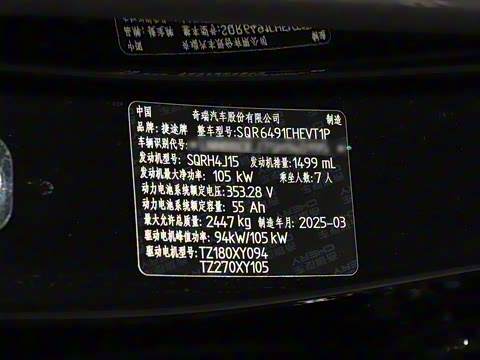 中国 奇瑞汽车股份有限公司 制造
品牌:捷途牌 整车型号:SQR6491CHEVT1P
车辆识别代号:
发动机型号:SQRH4J15 发动机排量:1499 mL
发动机最大净功率: 105 kW 乘坐人数:7 人
动力电池系统额定电压:353.28 V
动力电池系统额定容量: 55 Ah
最大允许总质量: 2447 kg 制造年月: 2025-03
驱动电机峰值功率: 94kW/105 kW
驱动电机型号:TZ180XY094
TZ270XY105